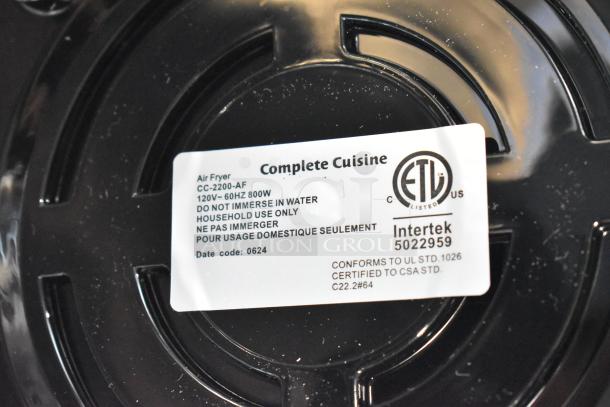 Complete Cuisine
Air Fryer
CC-2200-AF
120V~ 60HZ 800W
DO NOT IMMERSE IN WATER
HOUSEHOLD USE ONLY
NE PAS IMMERGER
POUR USAGE DOMESTIQUE SEULEMENT
Date code: 0624
ETL
LISTED
C US
Intertek
5022959
CONFORMS TO UL STD.1026
CERTIFIED TO CSA STD.
C22.2#64
AUCTION GROUP